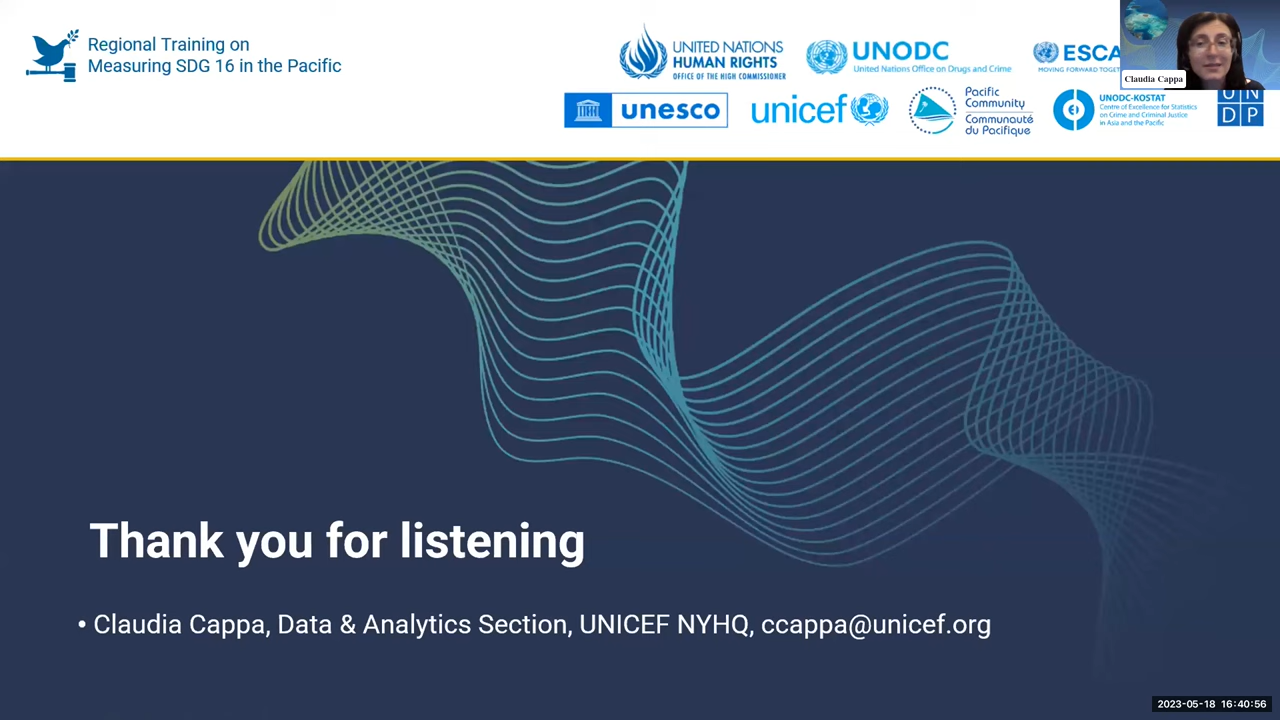 Regional Training on
Measuring SDG 16 in the Pacific
UNITED NATIONS
HUMAN RIGHTS
OFFICE OF THE HIGH COMMISSIONER
UNODC
United Nations Office on Drugs and Crime
ESCA
MOVING FORWARD TOGET
Claudia Cappa
unesco
unicef
Pacific
Community
Communauté
du Pacifique
UNODC-KOSTAT
Centre of Excellence for Statistics
on Crime and Criminal Justice
in Asia and the Pacific
U N
D P
Thank you for listening
• Claudia Cappa, Data & Analytics Section, UNICEF NYHQ, ccappa@unicef.org
2023-05-18 16:40:56